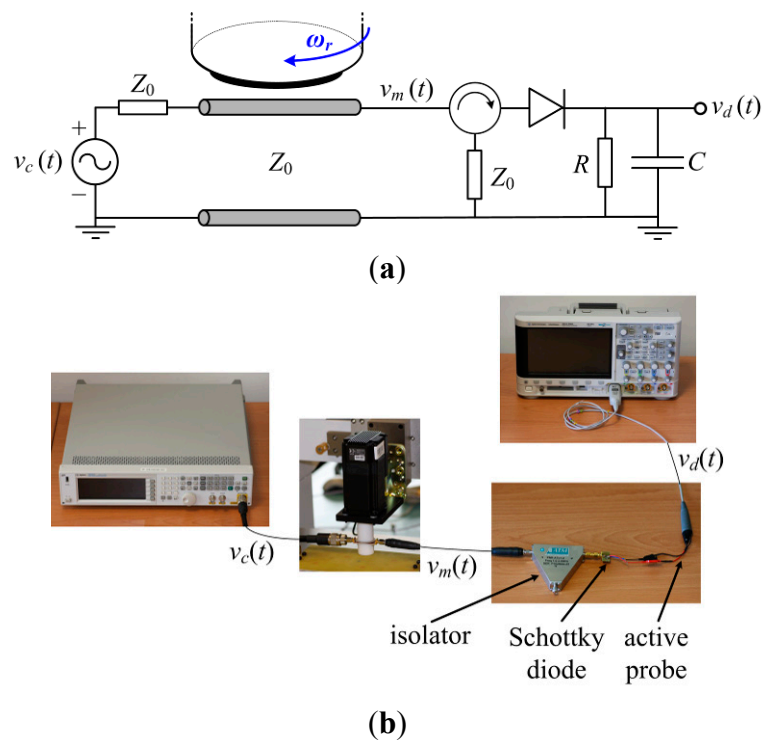 ωr
Z0
vm (t)
vd (t)
+
vc (t)
−
Z0
Z0
R
C
(a)
vd(t)
vc(t)
vm(t)
isolator
Schottky
diode
active
probe
(b)